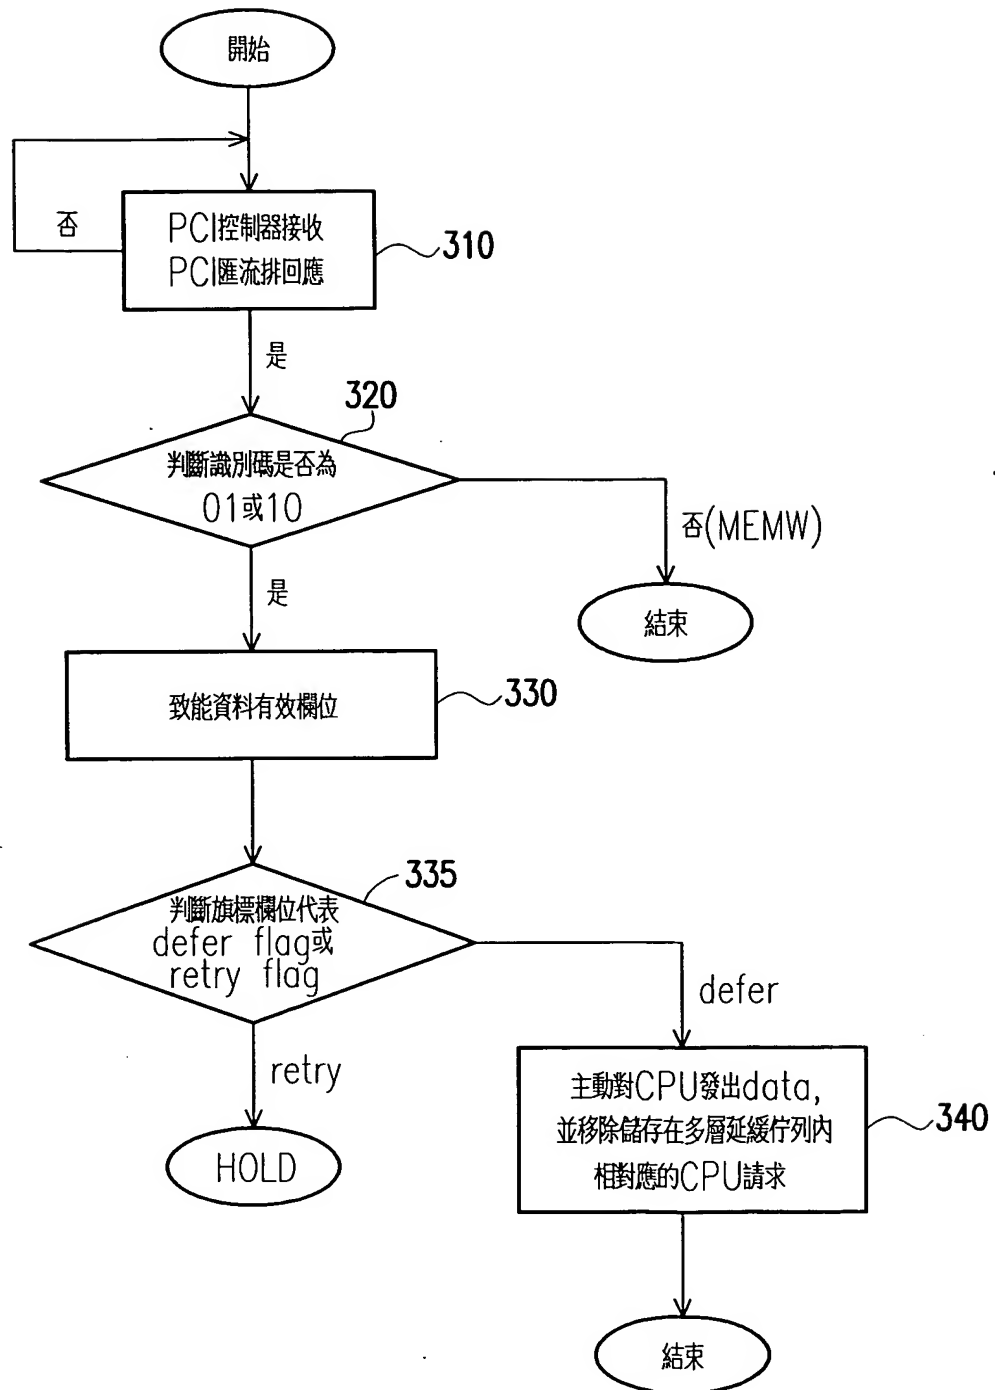 開始
否
PCI控制器接收
PCI匯流排回應
310
是
320
判斷識別碼是否為
01或10
否(MEMW)
是
結束
致能資料有效欄位
330
335
判斷旗標欄位代表
defer flag或
retry flag
defer
retry
HOLD
主動對CPU發出data,
並移除儲存在多層延緩佇列內
相對應的CPU請求
340
結束